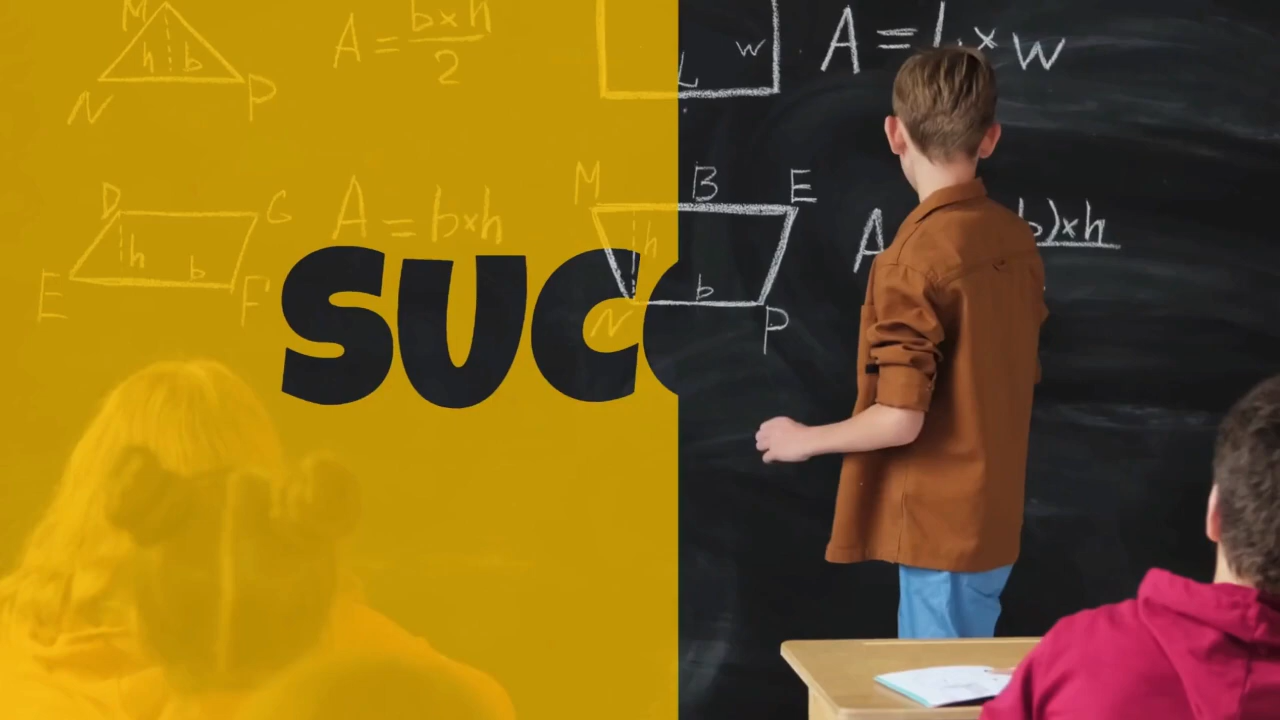 M
h b
N P
A = b×h
2
L w
A = L × w
D G
h b
E F
A = b×h
M B E
h
b
N P
A b)×h
SUCC